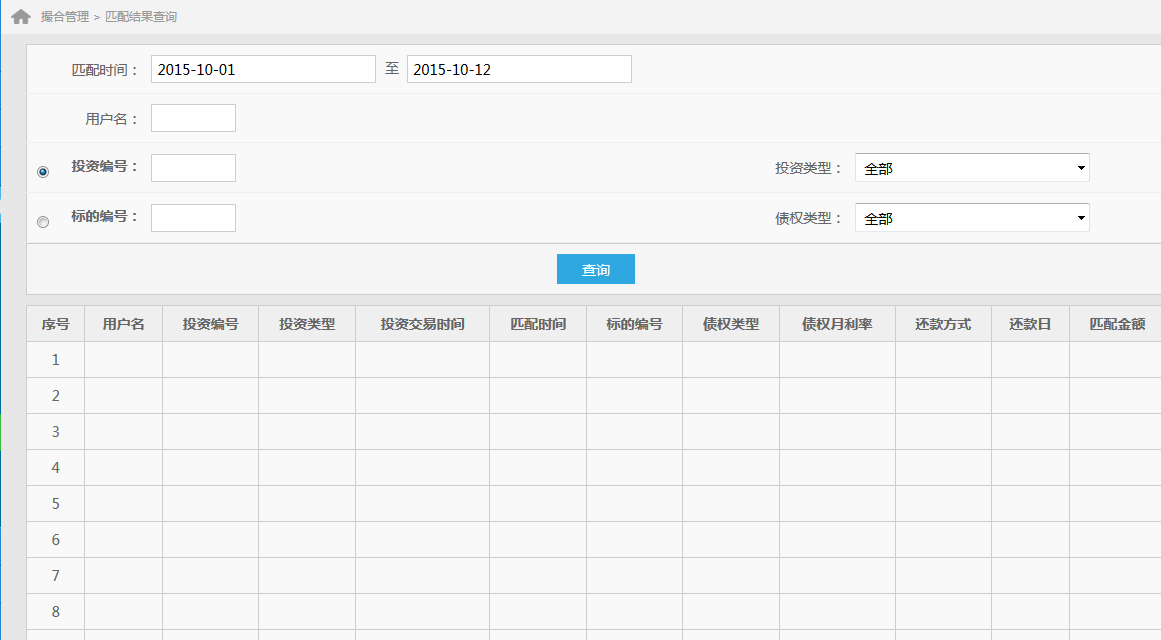 撮合管理 > 匹配结果查询
匹配时间： 2015-10-01 至 2015-10-12
用户名：
投资编号： 投资类型： 全部
标的编号： 债权类型： 全部
查询
序号 用户名 投资编号 投资类型 投资交易时间 匹配时间 标的编号 债权类型 债权月利率 还款方式 还款日 匹配金额
1
2
3
4
5
6
7
8